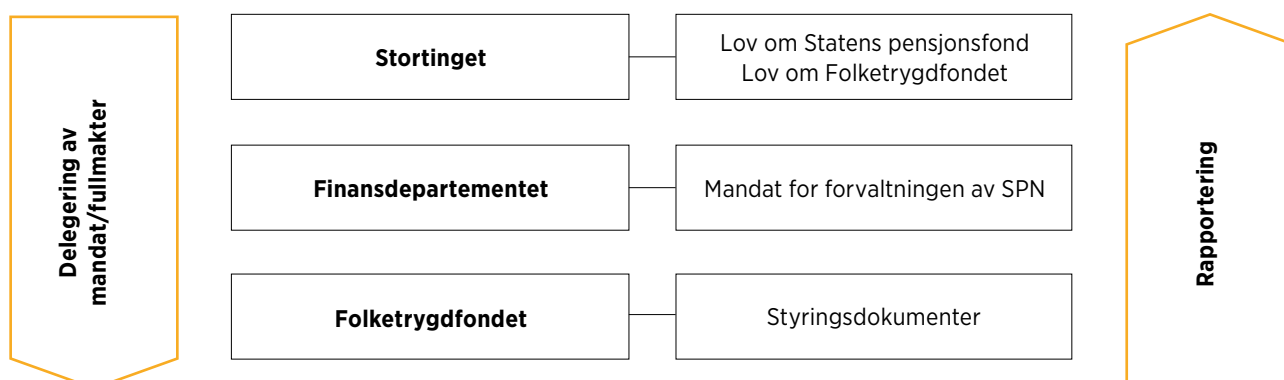 Delegering av
mandat/fullmakter
Stortinget
Lov om Statens pensjonsfond
Lov om Folketrygdfondet
Finansdepartementet
Mandat for forvaltningen av SPN
Folketrygdfondet
Styringsdokumenter
Rapportering